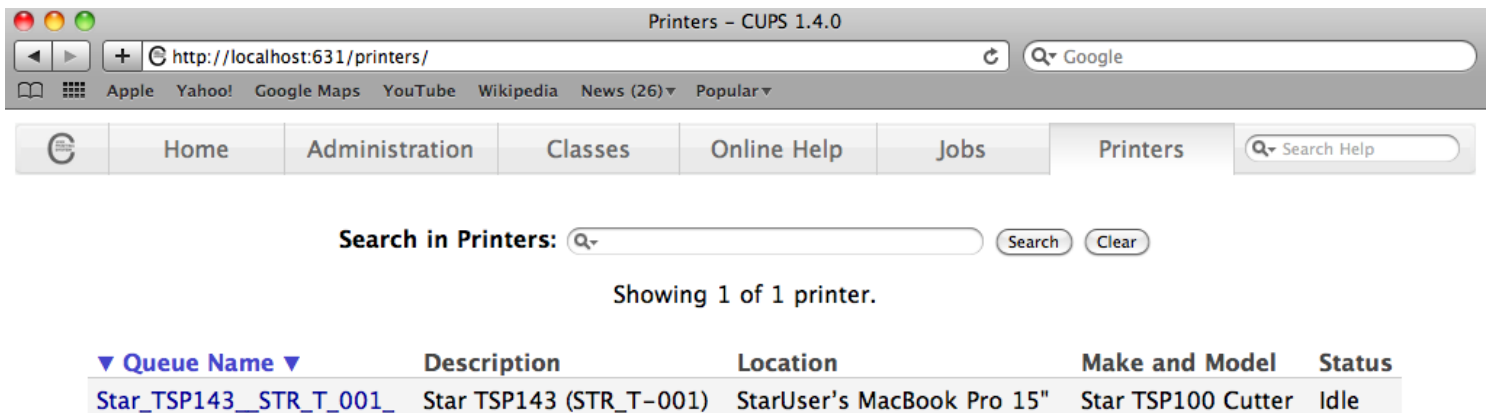 Printers – CUPS 1.4.0
http://localhost:631/printers/ Google
Apple Yahoo! Google Maps YouTube Wikipedia News (26) Popular
Home Administration Classes Online Help Jobs Printers Search Help
Search in Printers: Search Clear
Showing 1 of 1 printer.
▼ Queue Name ▼ Description Location Make and Model Status
Star_TSP143__STR_T_001_ Star TSP143 (STR_T-001) StarUser's MacBook Pro 15" Star TSP100 Cutter Idle